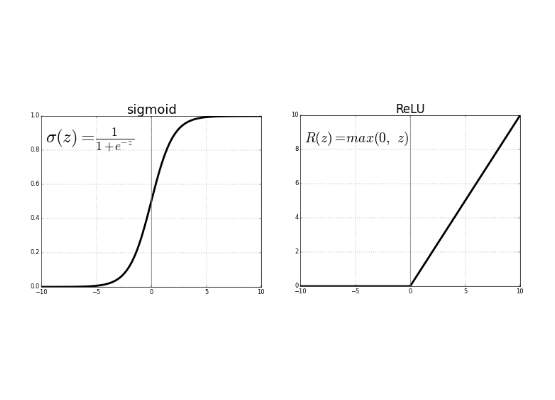 sigmoid
σ(z) = 1/(1+e^{-z})
1.0
0.8
0.6
0.4
0.2
0.0
−10 −5 0 5 10
ReLU
R(z) = max(0, z)
10
8
6
4
2
0
−10 −5 0 5 10